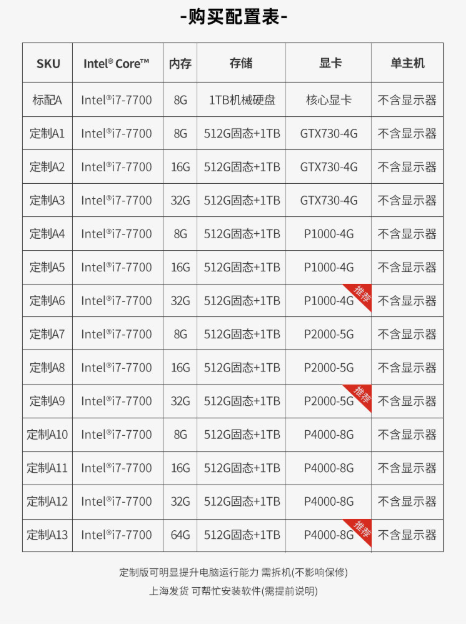 -购买配置表-
SKU Intel® Core™ 内存 存储 显卡 单主机
标配A Intel®i7-7700 8G 1TB机械硬盘 核心显卡 不含显示器
定制A1 Intel®i7-7700 8G 512G固态+1TB GTX730-4G 不含显示器
定制A2 Intel®i7-7700 16G 512G固态+1TB GTX730-4G 不含显示器
定制A3 Intel®i7-7700 32G 512G固态+1TB GTX730-4G 不含显示器
定制A4 Intel®i7-7700 8G 512G固态+1TB P1000-4G 不含显示器
定制A5 Intel®i7-7700 16G 512G固态+1TB P1000-4G 不含显示器
定制A6 Intel®i7-7700 32G 512G固态+1TB P1000-4G 推荐 不含显示器
定制A7 Intel®i7-7700 8G 512G固态+1TB P2000-5G 不含显示器
定制A8 Intel®i7-7700 16G 512G固态+1TB P2000-5G 不含显示器
定制A9 Intel®i7-7700 32G 512G固态+1TB P2000-5G 推荐 不含显示器
定制A10 Intel®i7-7700 8G 512G固态+1TB P4000-8G 不含显示器
定制A11 Intel®i7-7700 16G 512G固态+1TB P4000-8G 不含显示器
定制A12 Intel®i7-7700 32G 512G固态+1TB P4000-8G 不含显示器
定制A13 Intel®i7-7700 64G 512G固态+1TB P4000-8G 推荐 不含显示器
定制版可明显提升电脑运行能力 需拆机(不影响保修)
上海发货 可帮忙安装软件(需提前说明)